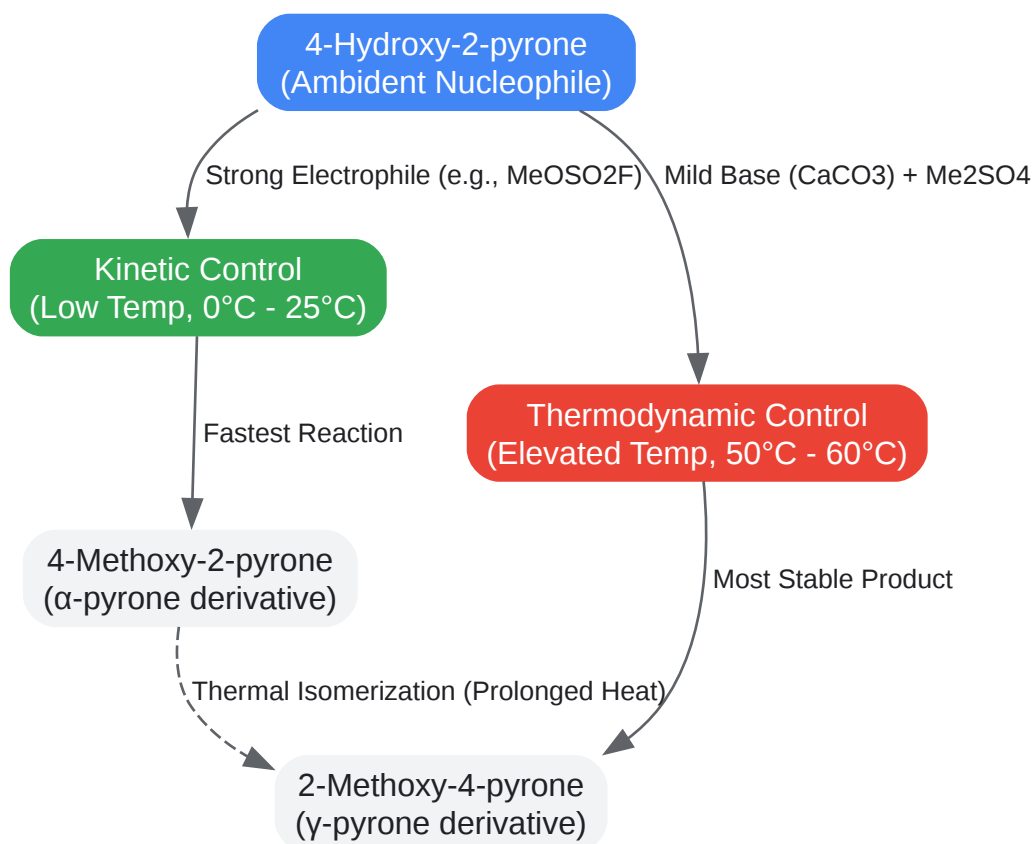 4-Hydroxy-2-pyrone
(Ambident Nucleophile)
Strong Electrophile (e.g., MeOSO2F)
Mild Base (CaCO3) + Me2SO4
Kinetic Control
(Low Temp, 0°C - 25°C)
Thermodynamic Control
(Elevated Temp, 50°C - 60°C)
Fastest Reaction
4-Methoxy-2-pyrone
(α-pyrone derivative)
Most Stable Product
Thermal Isomerization (Prolonged Heat)
2-Methoxy-4-pyrone
(γ-pyrone derivative)